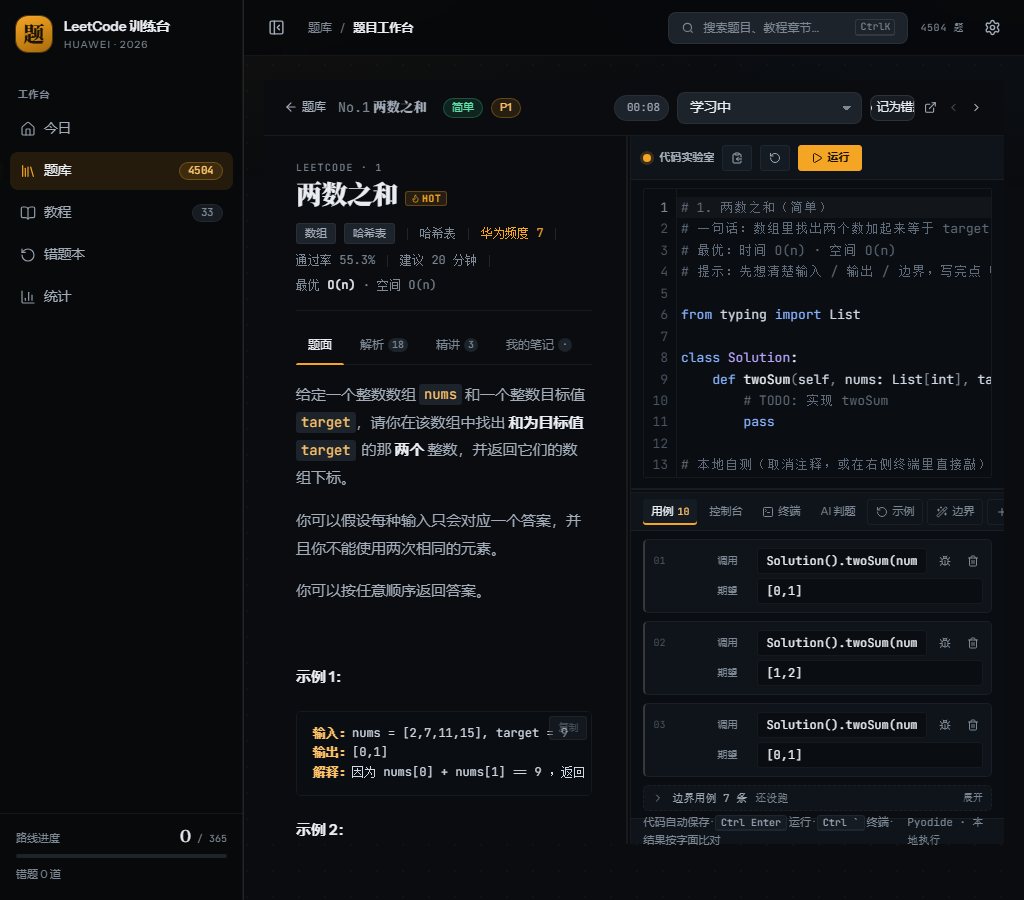 题
LeetCode 训练台
HUAWEI · 2026
题库 / 题目工作台
搜索题目、教程章节... CtrlK
4504 题
工作台
今日
题库 4504
教程 33
错题本
统计
← 题库 No.1 两数之和 简单 P1
00:08 学习中 记为错
LEETCODE · 1
两数之和 HOT
数组 哈希表 哈希表 华为频度 7
通过率 55.3% 建议 20 分钟
最优 O(n) · 空间 O(n)
题面 解析 18 精讲 3 我的笔记 ·
给定一个整数数组 nums 和一个整数目标值
target，请你在该数组中找出 和为目标值
target 的那 两个 整数，并返回它们的数
组下标。
你可以假设每种输入只会对应一个答案，并
且你不能使用两次相同的元素。
你可以按任意顺序返回答案。
示例 1:
复制
输入：nums = [2,7,11,15], target = 9
输出：[0,1]
解释：因为 nums[0] + nums[1] == 9 ，返回
示例 2:
代码实验室 运行
1 # 1. 两数之和（简单）
2 # 一句话：数组里找出两个数加起来等于 target
3 # 最优：时间 O(n) · 空间 O(n)
4 # 提示：先想清楚输入 / 输出 / 边界，写完点「
5
6 from typing import List
7
8 class Solution:
9 def twoSum(self, nums: List[int], ta
10 # TODO: 实现 twoSum
11 pass
12
13 # 本地自测（取消注释，或在右侧终端里直接敲）
用例 10 控制台 终端 AI 判题 示例 边界 +
01 调用 Solution().twoSum(num
期望 [0,1]
02 调用 Solution().twoSum(num
期望 [1,2]
03 调用 Solution().twoSum(num
期望 [0,1]
边界用例 7 条 还没跑 展开
代码自动保存· Ctrl Enter 运行· Ctrl ` 终端·
结果按字面比对
Pyodide · 本
地执行
路线进度 0 / 365
错题 0 道